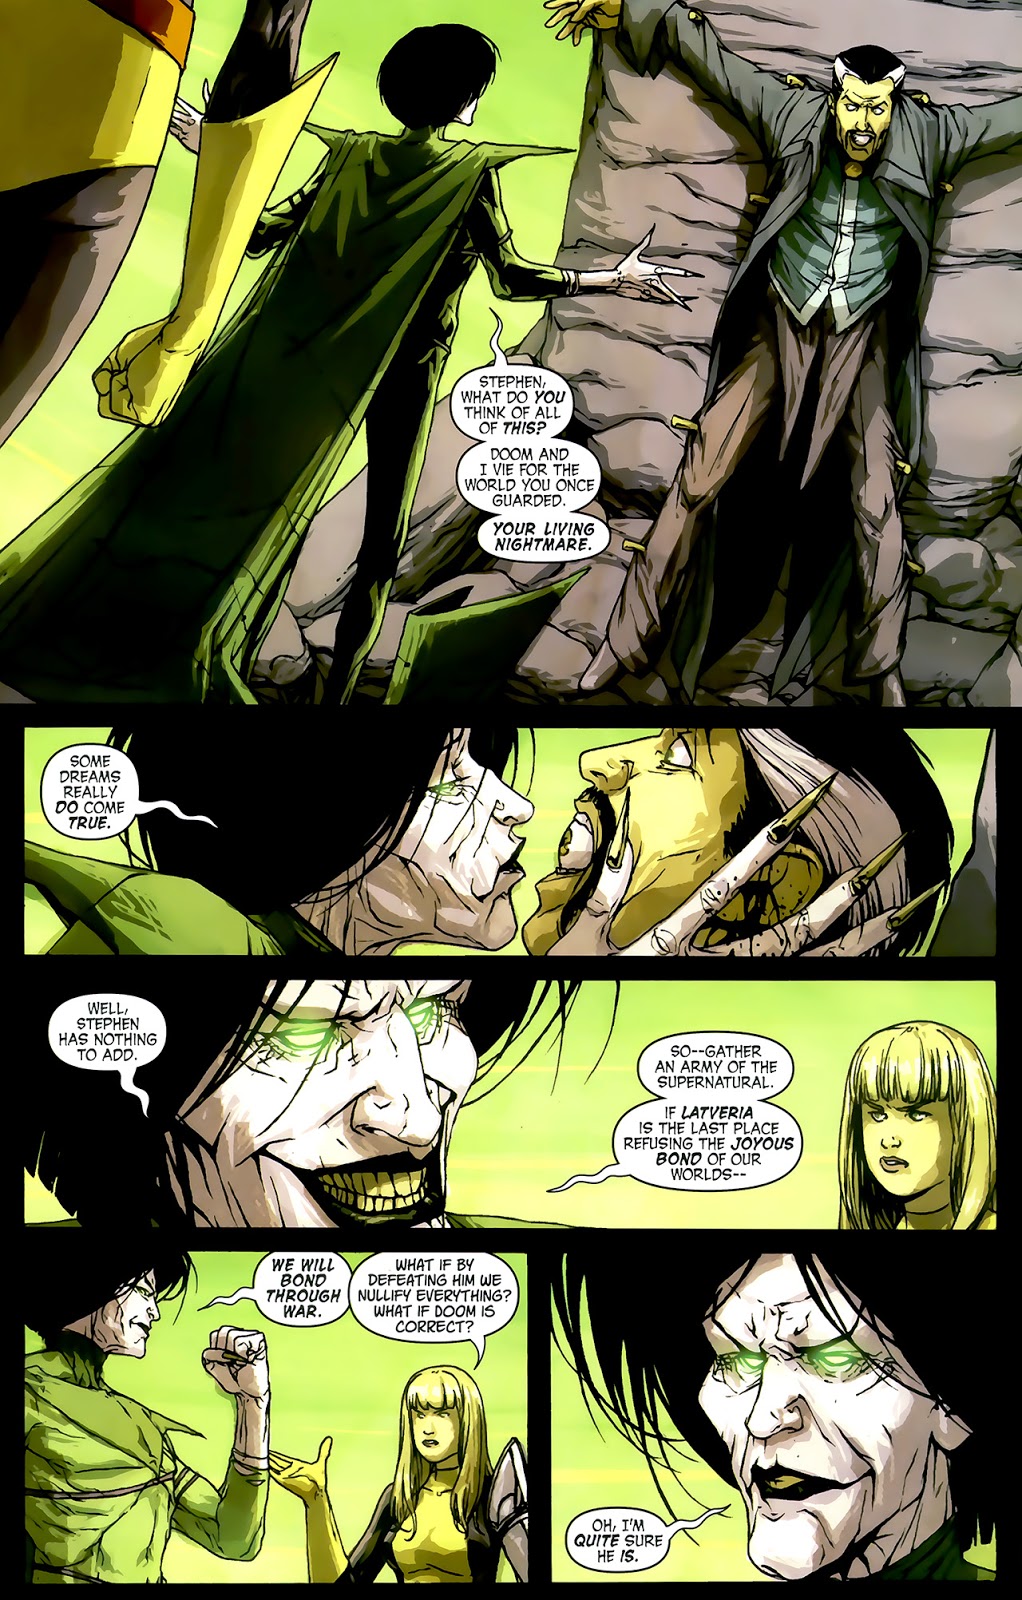 STEPHEN,
WHAT DO YOU
THINK OF ALL
OF THIS?
DOOM AND
I VIE FOR THE
WORLD YOU ONCE
GUARDED.
YOUR LIVING
NIGHTMARE.
SOME
DREAMS
REALLY
DO COME
TRUE.
WELL,
STEPHEN
HAS NOTHING
TO ADD.
SO--GATHER
AN ARMY OF THE
SUPERNATURAL.
IF LATVERIA
IS THE LAST PLACE
REFUSING THE JOYOUS
BOND OF OUR
WORLDS--
WE WILL
BOND
THROUGH
WAR.
WHAT IF BY
DEFEATING HIM WE
NULLIFY EVERYTHING?
WHAT IF DOOM IS
CORRECT?
OH, I'M
QUITE SURE
HE IS.